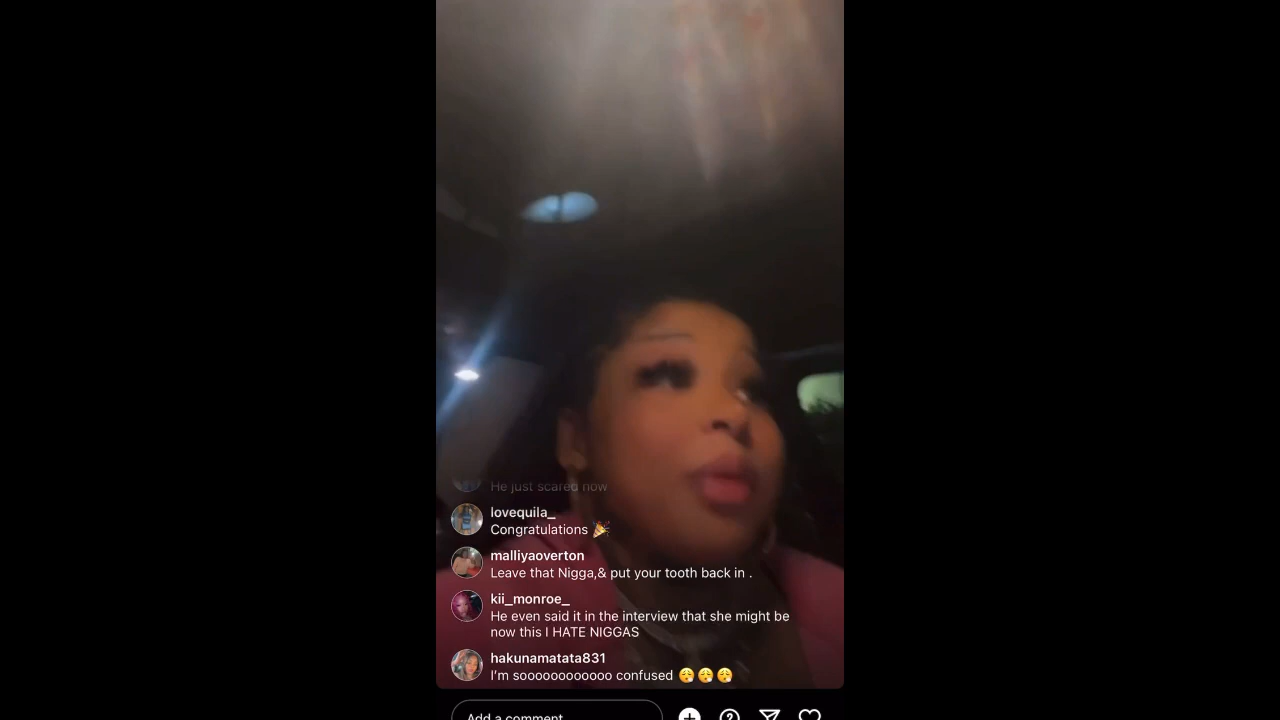 He just scared now
lovequila_
Congratulations 🎉
malliyaoverton
Leave that Nigga,& put your tooth back in .
kii_monroe_
He even said it in the interview that she might be
now this I HATE NIGGAS
hakunamatata831
I'm soooooooooooo confused 😮‍💨😮‍💨😮‍💨
Add a comment